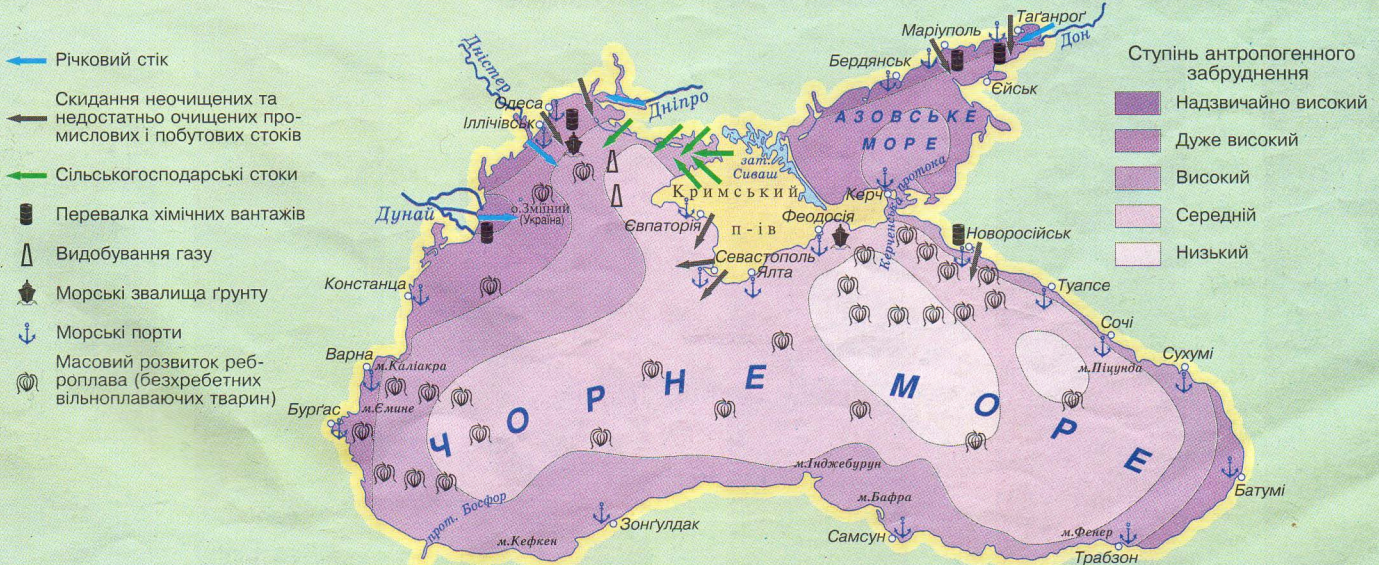 Річковий стік
Скидання неочищених та
недостатньо очищених про-
мислових і побутових стоків
Сільськогосподарські стоки
Перевалка хімічних вантажів
Видобування газу
Морські звалища ґрунту
Морські порти
Масовий розвиток реб-
роплава (безхребетних
вільноплаваючих тварин)
Ступінь антропогенного
забруднення
Надзвичайно високий
Дуже високий
Високий
Середній
Низький
Дністер
Одеса
Іллічівськ
Дніпро
Дунай
о.Зміїний
(Україна)
Констанца
Варна
м.Каліакра
м.Єміне
Бургас
прот. Босфор
м.Кефкен
Зонґулдак
м.Інджебурун
м.Бафра
Самсун
м.Фенер
Трабзон
Батумі
Сухумі
м.Піцунда
Сочі
Туапсе
Новоросійськ
Керченська
протока
Керч
Феодосія
Кримський
п-ів
Євпаторія
Севастополь
Ялта
зат.
Сиваш
АЗОВСЬКЕ
МОРЕ
Бердянськ
Маріуполь
Таґанроґ
Дон
Єйськ
ЧОРНЕ МОРЕ